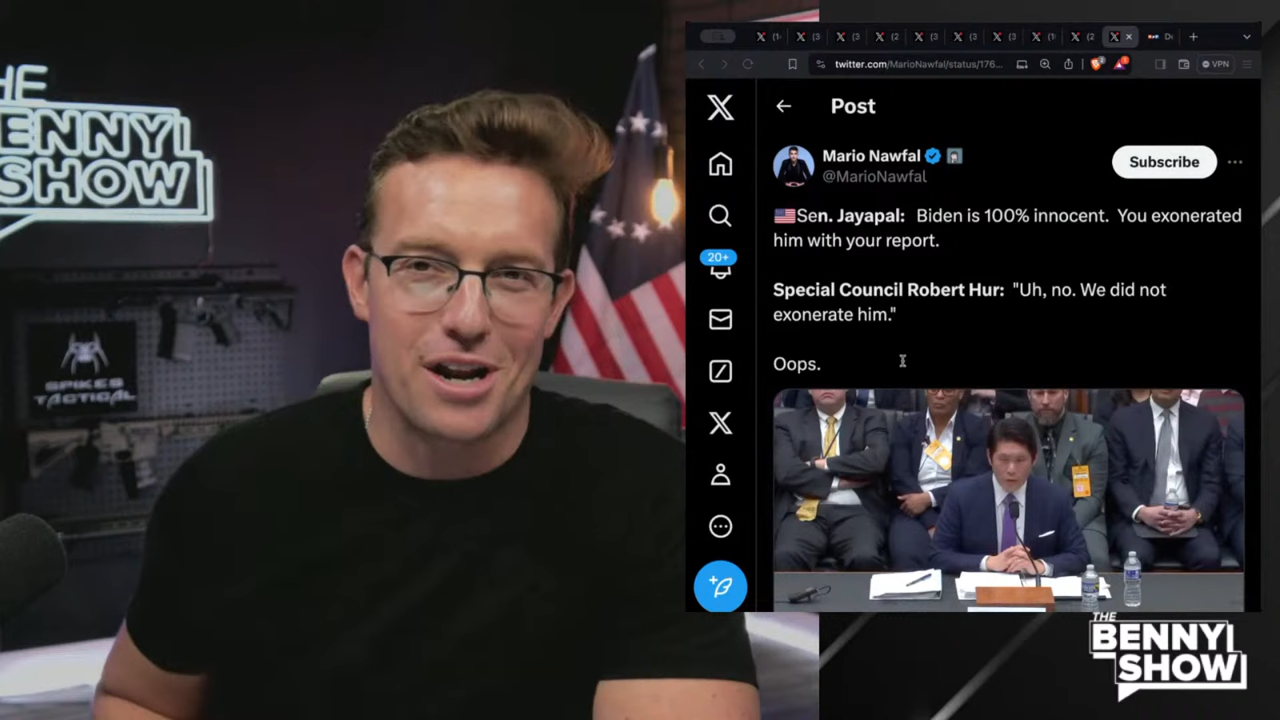 THE
BENNY
SHOW
SPIKES
TACTICAL
twitter.com/MarioNawfal/status/176...
VPN
Post
Mario Nawfal
@MarioNawfal
Subscribe
20+
🇺🇸Sen. Jayapal: Biden is 100% innocent. You exonerated
him with your report.
Special Council Robert Hur: "Uh, no. We did not
exonerate him."
Oops.
THE
BENNY
SHOW